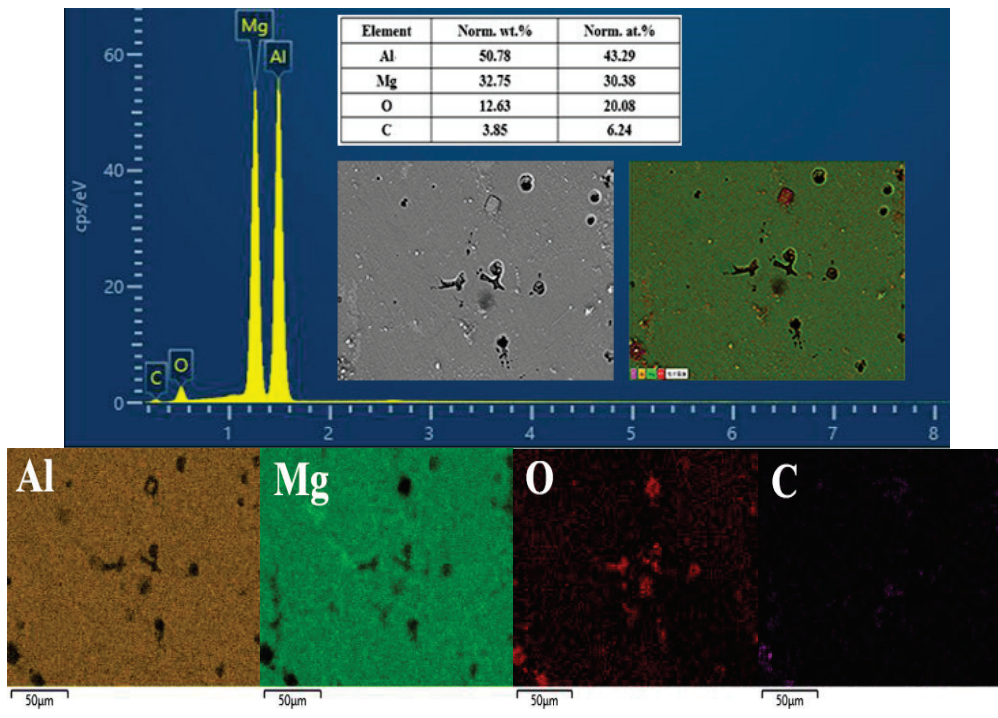 Mg
Al
60
40
20
0
cps/eV
C
O
1 2 3 4 5 6 7 8
Element Norm. wt.% Norm. at.%
Al 50.78 43.29
Mg 32.75 30.38
O 12.63 20.08
C 3.85 6.24
Al
Mg
O
C
50μm
50μm
50μm
50μm